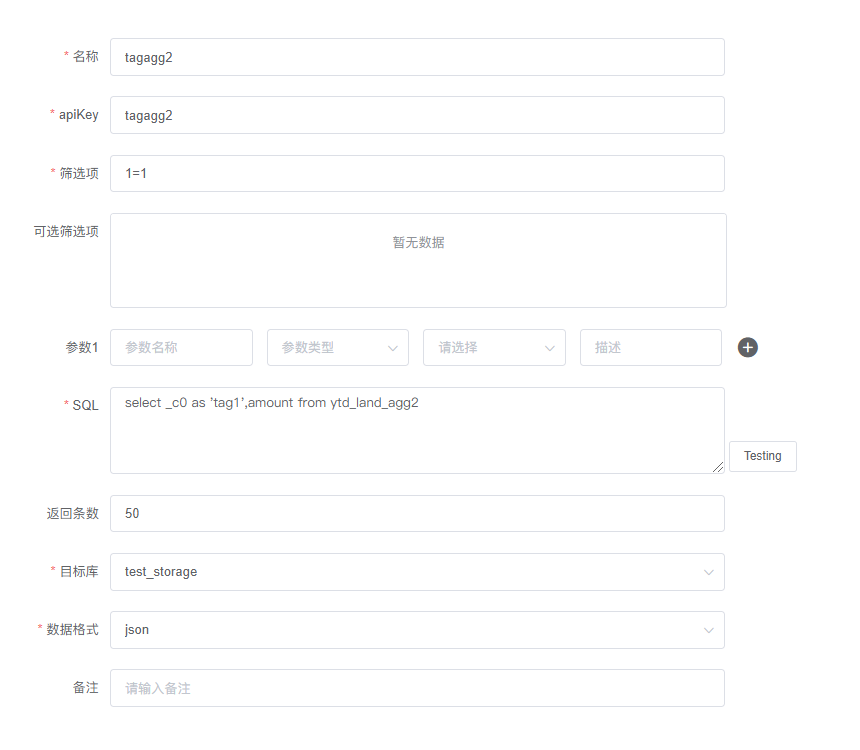 * 名称 tagagg2
* apiKey tagagg2
* 筛选项 1=1
可选筛选项 暂无数据
参数1 参数名称 参数类型 请选择 描述
* SQL select _c0 as 'tag1',amount from ytd_land_agg2
Testing
返回条数 50
* 目标库 test_storage
* 数据格式 json
备注 请输入备注